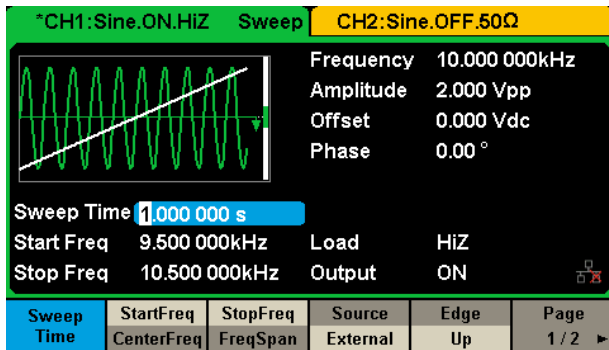 *CH1:Sine.ON.HiZ Sweep CH2:Sine.OFF.50Ω
Frequency 10.000 000kHz
Amplitude 2.000 Vpp
Offset 0.000 Vdc
Phase 0.00 °
Sweep Time 1.000 000 s
Start Freq 9.500 000kHz Load HiZ
Stop Freq 10.500 000kHz Output ON
Sweep Time
StartFreq CenterFreq
StopFreq FreqSpan
Source External
Edge Up
Page 1 / 2 ►